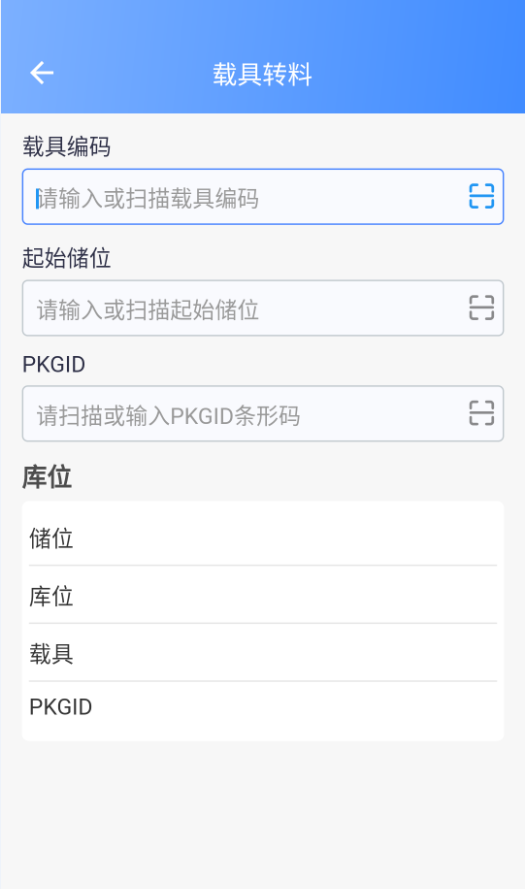 载具转料
载具编码
请输入或扫描载具编码
起始储位
请输入或扫描起始储位
PKGID
请扫描或输入PKGID条形码
库位
储位
库位
载具
PKGID